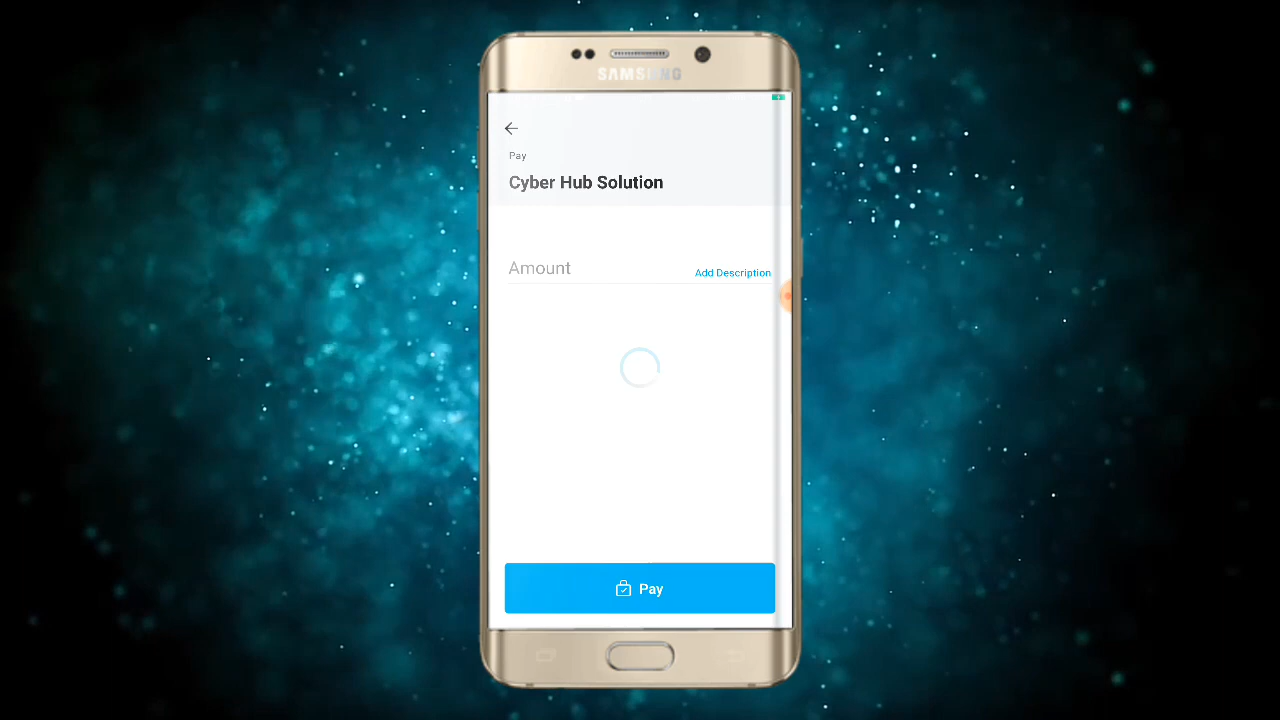 SAMSUNG
Pay
Cyber Hub Solution
Amount
Add Description
Pay